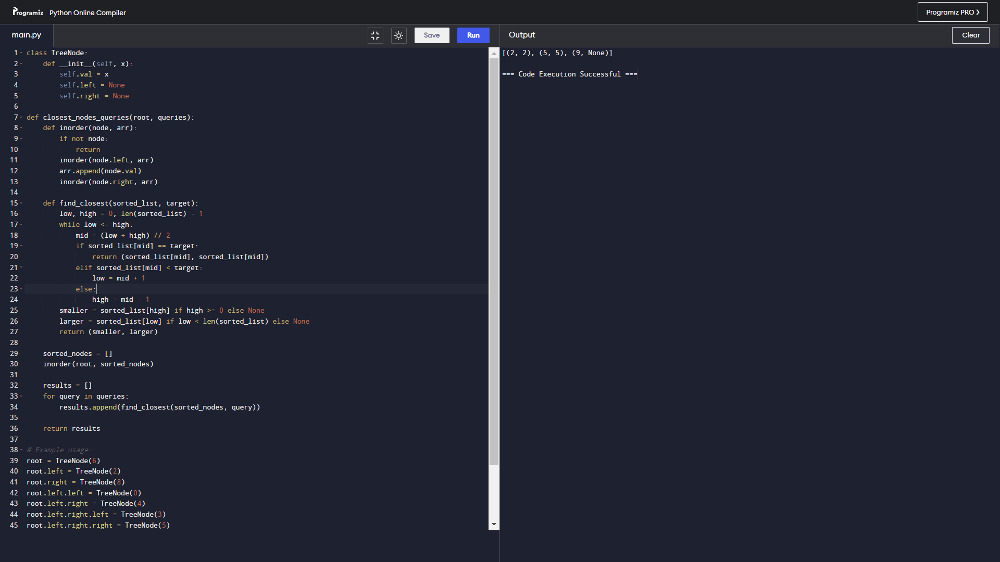 Programiz Python Online Compiler
Programiz PRO
main.py
Save
Run
Output
Clear
1 class TreeNode:
2     def __init__(self, x):
3         self.val = x
4         self.left = None
5         self.right = None
6
7 def closest_nodes_queries(root, queries):
8     def inorder(node, arr):
9         if not node:
10             return
11         inorder(node.left, arr)
12         arr.append(node.val)
13         inorder(node.right, arr)
14
15     def find_closest(sorted_list, target):
16         low, high = 0, len(sorted_list) - 1
17         while low <= high:
18             mid = (low + high) // 2
19             if sorted_list[mid] == target:
20                 return (sorted_list[mid], sorted_list[mid])
21             elif sorted_list[mid] < target:
22                 low = mid + 1
23             else:
24                 high = mid - 1
25         smaller = sorted_list[high] if high >= 0 else None
26         larger = sorted_list[low] if low < len(sorted_list) else None
27         return (smaller, larger)
28
29     sorted_nodes = []
30     inorder(root, sorted_nodes)
31
32     results = []
33     for query in queries:
34         results.append(find_closest(sorted_nodes, query))
35
36     return results
37
38 # Example usage:
39 root = TreeNode(6)
40 root.left = TreeNode(2)
41 root.right = TreeNode(8)
42 root.left.left = TreeNode(0)
43 root.left.right = TreeNode(4)
44 root.left.right.left = TreeNode(3)
45 root.left.right.right = TreeNode(5)
[(2, 2), (5, 5), (9, None)]
=== Code Execution Successful ===